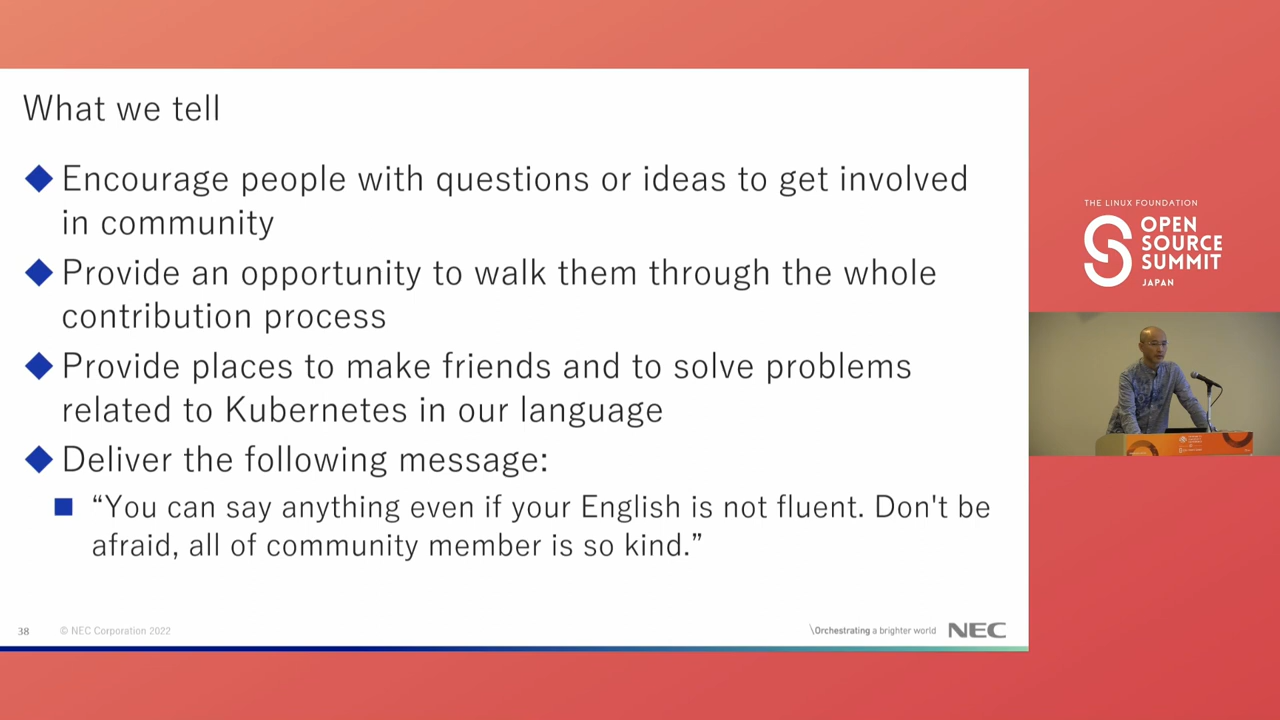 What we tell
Encourage people with questions or ideas to get involved
in community
Provide an opportunity to walk them through the whole
contribution process
Provide places to make friends and to solve problems
related to Kubernetes in our language
Deliver the following message:
“You can say anything even if your English is not fluent. Don't be
afraid, all of community member is so kind.”
38
© NEC Corporation 2022
\Orchestrating a brighter world
NEC
THE LINUX FOUNDATION
OPEN
SOURCE
SUMMIT
JAPAN